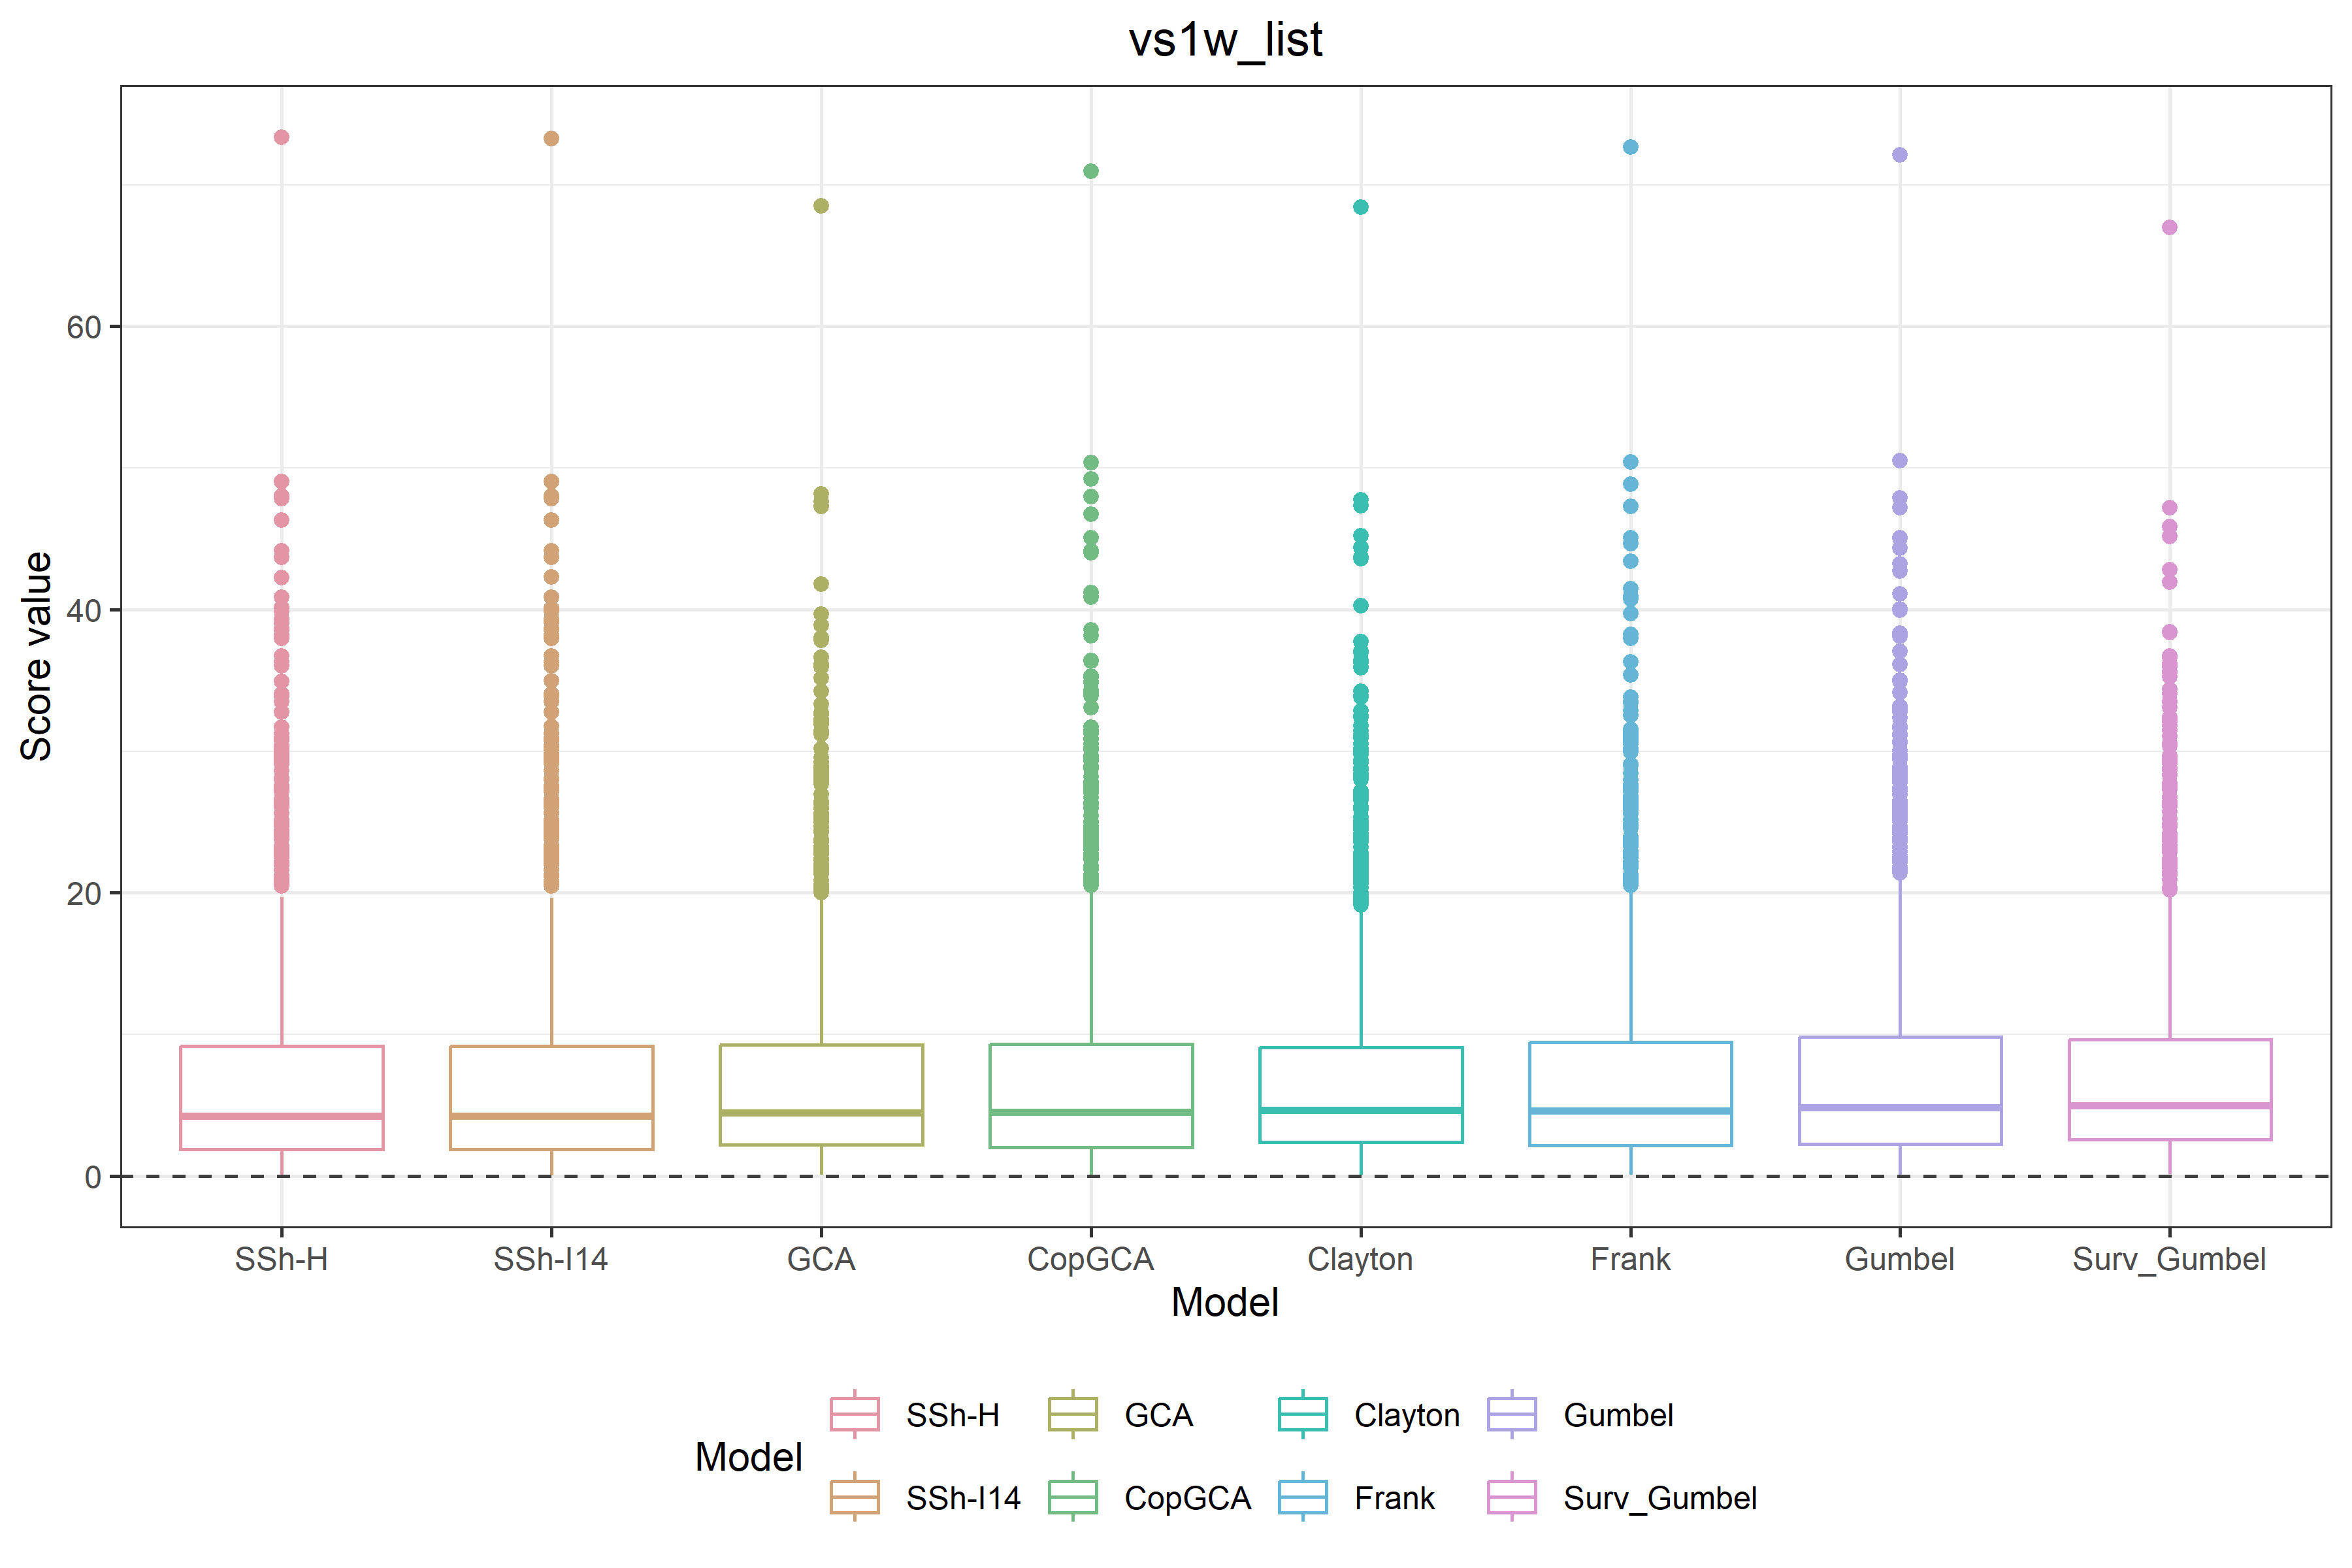 vs1w_list
Score value
60
40
20
0
SSh-H SSh-I14 GCA CopGCA Clayton Frank Gumbel Surv_Gumbel
Model
Model
SSh-H GCA Clayton Gumbel
SSh-I14 CopGCA Frank Surv_Gumbel